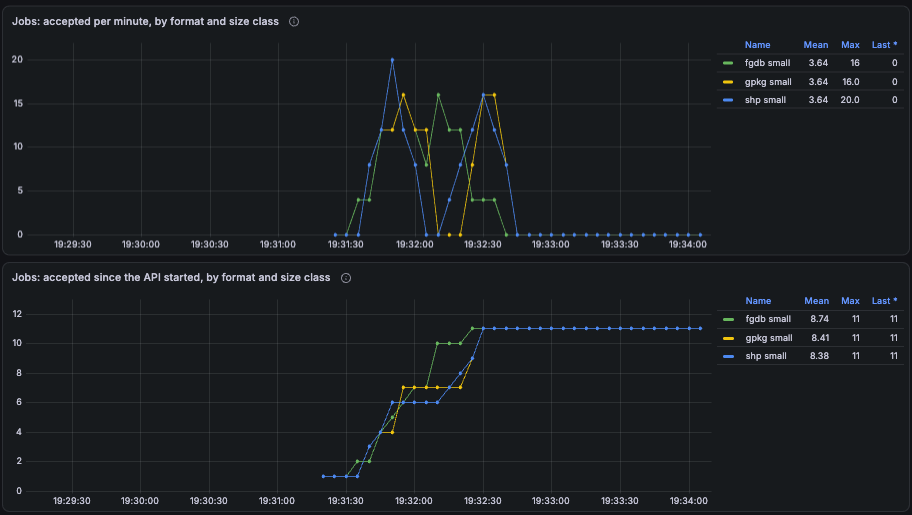 Jobs: accepted per minute, by format and size class
Name Mean Max Last *
fgdb small 3.64 16 0
gpkg small 3.64 16.0 0
shp small 3.64 20.0 0
20
15
10
5
0
19:29:30 19:30:00 19:30:30 19:31:00 19:31:30 19:32:00 19:32:30 19:33:00 19:33:30 19:34:00
Jobs: accepted since the API started, by format and size class
Name Mean Max Last *
fgdb small 8.74 11 11
gpkg small 8.41 11 11
shp small 8.38 11 11
12
10
8
6
4
2
0
19:29:30 19:30:00 19:30:30 19:31:00 19:31:30 19:32:00 19:32:30 19:33:00 19:33:30 19:34:00